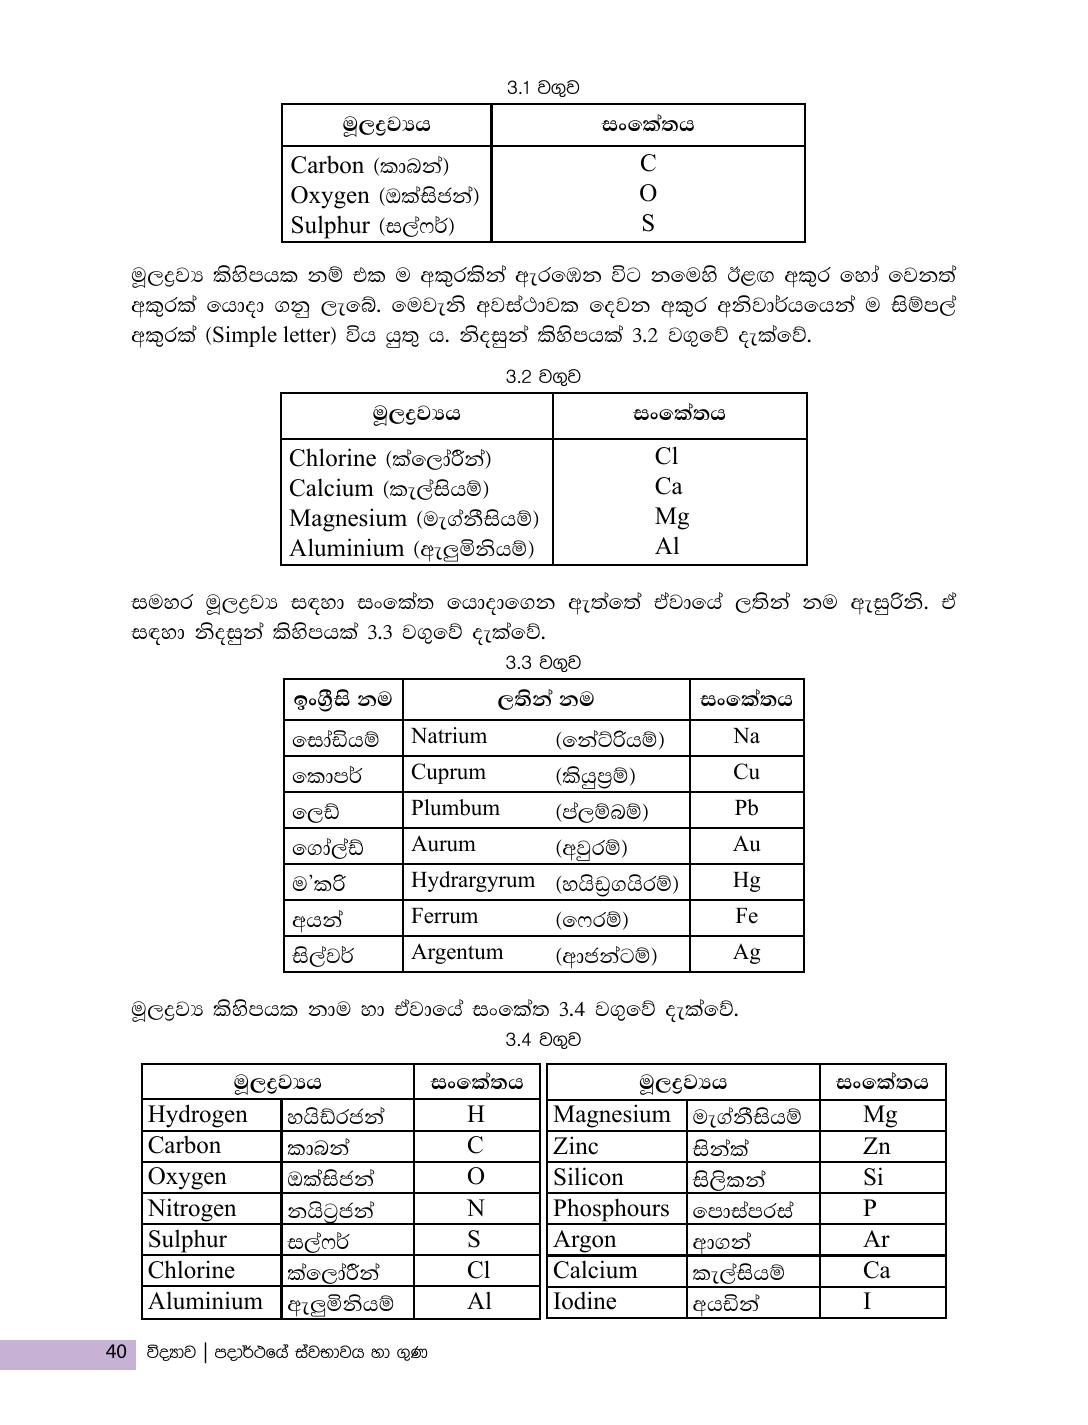 3.1 වගුව
මූලද්‍රව්‍යය සංකේතය
Carbon (කාබන්) C
Oxygen (ඔක්සිජන්) O
Sulphur (සල්ෆර්) S
මූලද්‍රව්‍ය කිහිපයක නම් එක ම අකුරකින් ඇරඹෙන විට නමෙහි ඊළඟ අකුර හෝ වෙනත්
අකුරක් යොදා ගනු ලැබේ. මෙවැනි අවස්ථාවක දෙවන අකුර අනිවාර්යයෙන් ම සිම්පල්
අකුරක් (Simple letter) විය යුතු ය. නිදසුන් කිහිපයක් 3.2 වගුවේ දැක්වේ.
3.2 වගුව
මූලද්‍රව්‍යය සංකේතය
Chlorine (ක්ලෝරීන්) Cl
Calcium (කැල්සියම්) Ca
Magnesium (මැග්නීසියම්) Mg
Aluminium (ඇලුමිනියම්) Al
සමහර මූලද්‍රව්‍ය සඳහා සංකේත යොදාගෙන ඇත්තේ ඒවායේ ලතින් නම ඇසුරිනි. ඒ
සඳහා නිදසුන් කිහිපයක් 3.3 වගුවේ දැක්වේ.
3.3 වගුව
ඉංග්‍රීසි නම ලතින් නම සංකේතය
සෝඩියම් Natrium (නේට්රියම්) Na
කොපර් Cuprum (කියුප්‍රම්) Cu
ලෙඩ් Plumbum (ප්ලම්බම්) Pb
ගෝල්ඩ් Aurum (අවුරම්) Au
ම'කරි Hydrargyrum (හයිඩ්‍රගයිරම්) Hg
අයන් Ferrum (ෆෙරම්) Fe
සිල්වර් Argentum (ආජන්ටම්) Ag
මූලද්‍රව්‍ය කිහිපයක නාම හා ඒවායේ සංකේත 3.4 වගුවේ දැක්වේ.
3.4 වගුව
මූලද්‍රව්‍යය සංකේතය මූලද්‍රව්‍යය සංකේතය
Hydrogen හයිඩ්රජන් H Magnesium මැග්නීසියම් Mg
Carbon කාබන් C Zinc සින්ක් Zn
Oxygen ඔක්සිජන් O Silicon සිලිකන් Si
Nitrogen නයිට්‍රජන් N Phosphours පොස්පරස් P
Sulphur සල්ෆර් S Argon ආගන් Ar
Chlorine ක්ලෝරීන් Cl Calcium කැල්සියම් Ca
Aluminium ඇලුමිනියම් Al Iodine අයඩින් I
40 විද්‍යාව | පදාර්ථයේ ස්වභාවය හා ගුණ